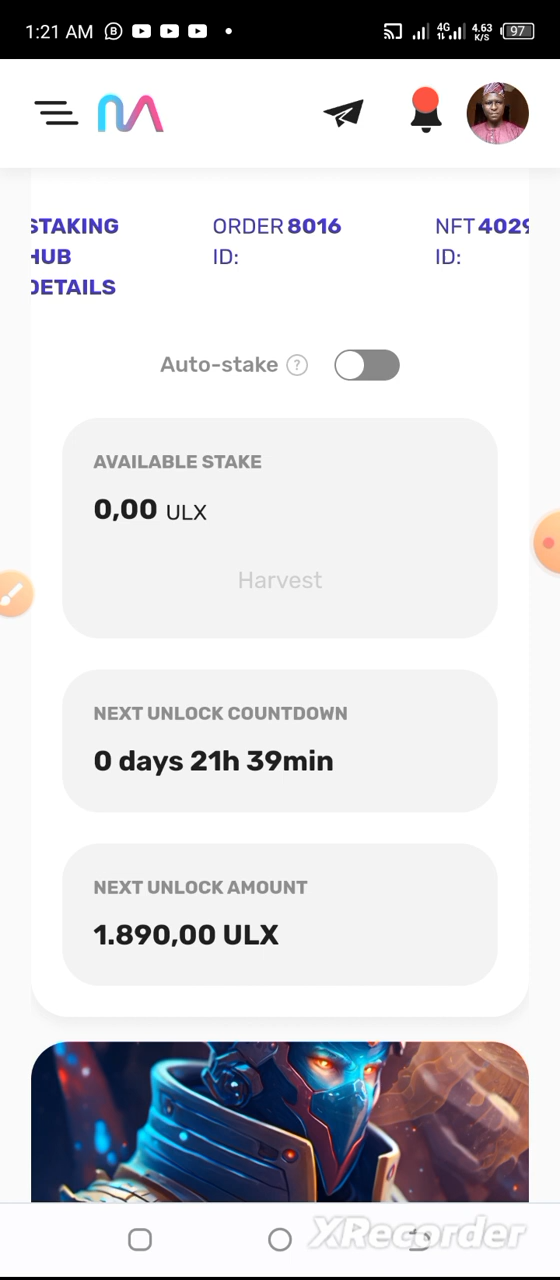 1:21 AM
4G
4.63
K/S
97
STAKING
HUB
DETAILS
ORDER 8016
ID:
NFT 4029
ID:
Auto-stake ?
AVAILABLE STAKE
0,00 ULX
Harvest
NEXT UNLOCK COUNTDOWN
0 days 21h 39min
NEXT UNLOCK AMOUNT
1.890,00 ULX
XRecorder